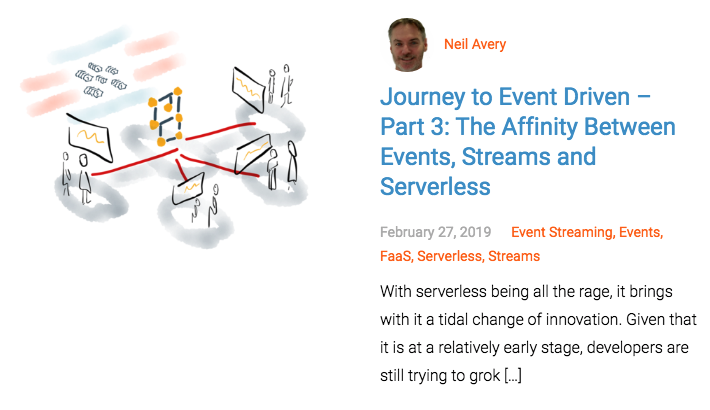 Neil Avery
Journey to Event Driven –
Part 3: The Affinity Between
Events, Streams and
Serverless
February 27, 2019 Event Streaming, Events,
FaaS, Serverless, Streams
With serverless being all the rage, it brings
with it a tidal change of innovation. Given that
it is at a relatively early stage, developers are
still trying to grok [...]